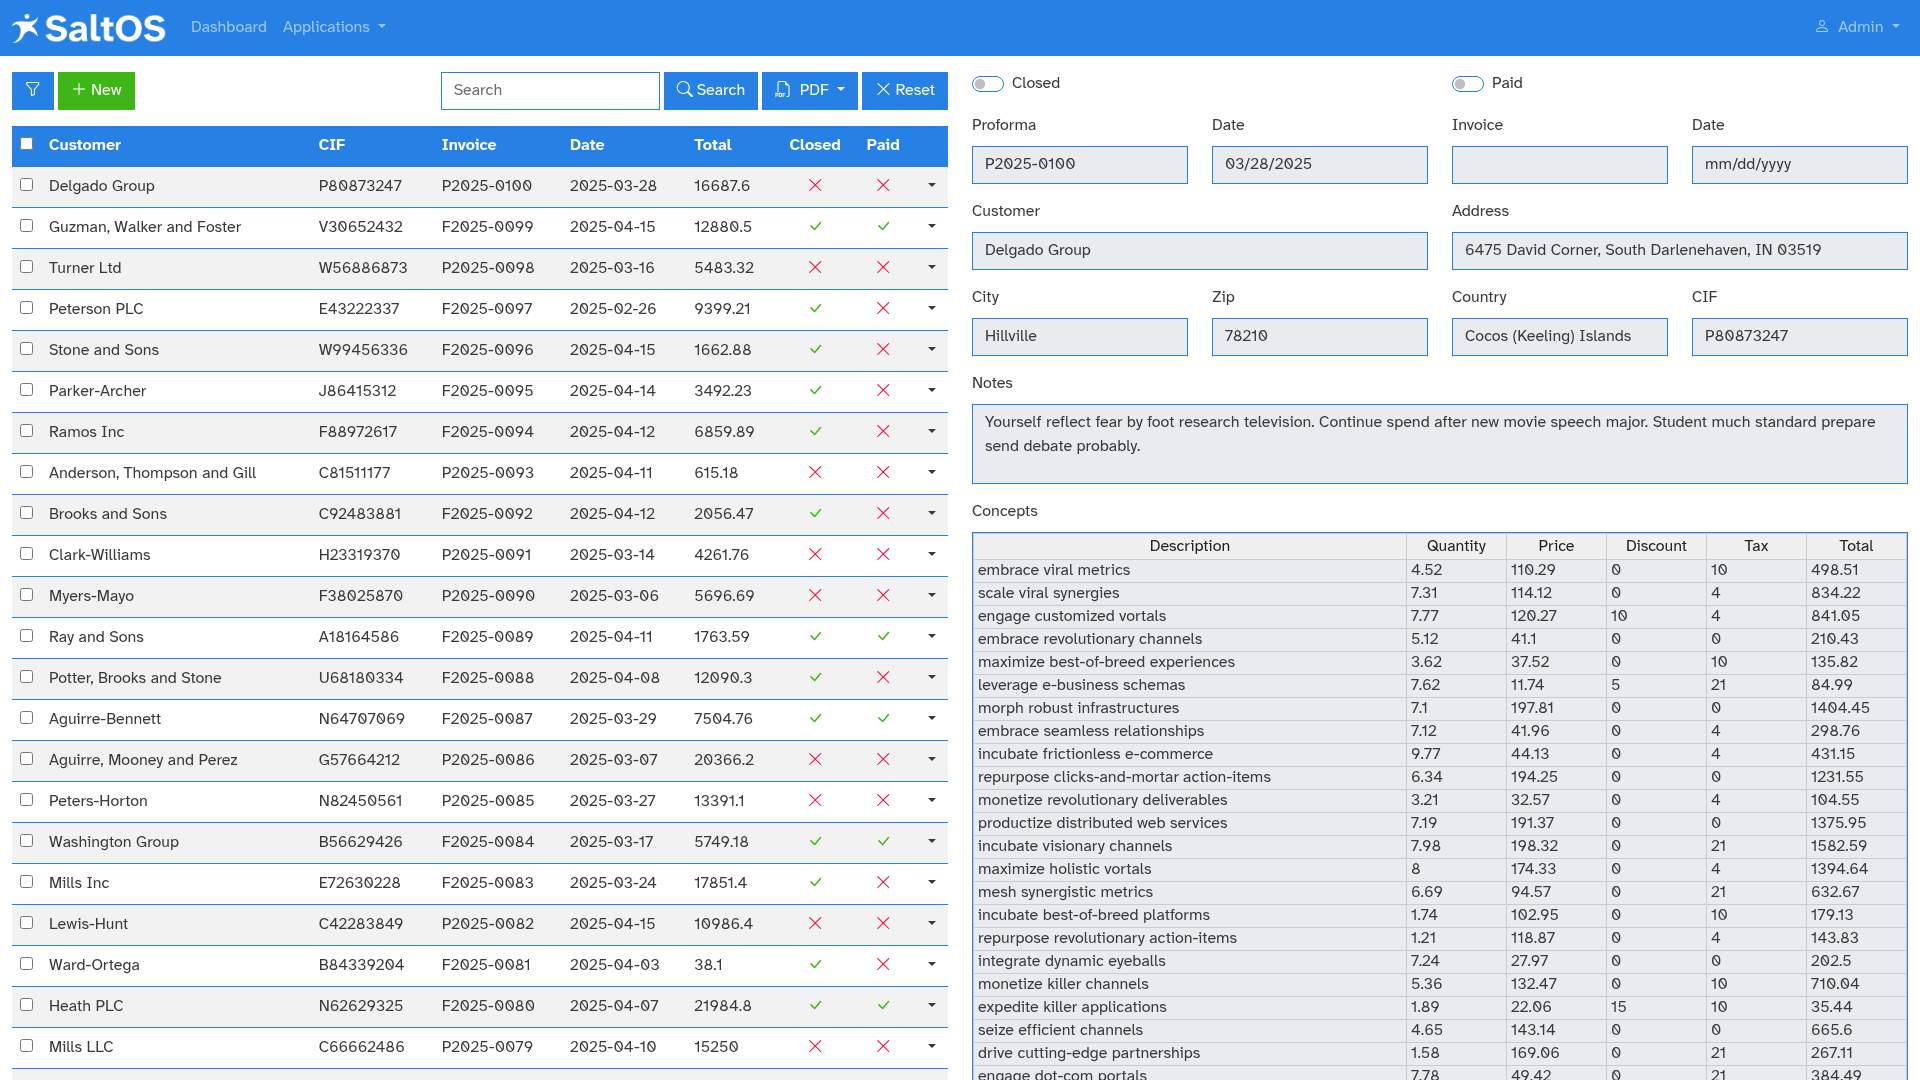 SaltOS Dashboard Applications Admin
New Search Search PDF Reset
Customer CIF Invoice Date Total Closed Paid
Delgado Group P80873247 P2025-0100 2025-03-28 16687.6
Guzman, Walker and Foster V30652432 F2025-0099 2025-04-15 12880.5
Turner Ltd W56886873 P2025-0098 2025-03-16 5483.32
Peterson PLC E43222337 F2025-0097 2025-02-26 9399.21
Stone and Sons W99456336 F2025-0096 2025-04-15 1662.88
Parker-Archer J86415312 F2025-0095 2025-04-14 3492.23
Ramos Inc F88972617 F2025-0094 2025-04-12 6859.89
Anderson, Thompson and Gill C81511177 P2025-0093 2025-04-11 615.18
Brooks and Sons C92483881 F2025-0092 2025-04-12 2056.47
Clark-Williams H23319370 P2025-0091 2025-03-14 4261.76
Myers-Mayo F38025870 P2025-0090 2025-03-06 5696.69
Ray and Sons A18164586 F2025-0089 2025-04-11 1763.59
Potter, Brooks and Stone U68180334 F2025-0088 2025-04-08 12090.3
Aguirre-Bennett N64707069 F2025-0087 2025-03-29 7504.76
Aguirre, Mooney and Perez G57664212 P2025-0086 2025-03-07 20366.2
Peters-Horton N82450561 P2025-0085 2025-03-27 13391.1
Washington Group B56629426 F2025-0084 2025-03-17 5749.18
Mills Inc E72630228 F2025-0083 2025-03-24 17851.4
Lewis-Hunt C42283849 P2025-0082 2025-04-15 10986.4
Ward-Ortega B84339204 F2025-0081 2025-04-03 38.1
Heath PLC N62629325 F2025-0080 2025-04-07 21984.8
Mills LLC C66662486 P2025-0079 2025-04-10 15250
Closed Paid
Proforma Date Invoice Date
P2025-0100 03/28/2025 mm/dd/yyyy
Customer Address
Delgado Group 6475 David Corner, South Darlenehaven, IN 03519
City Zip Country CIF
Hillville 78210 Cocos (Keeling) Islands P80873247
Notes
Yourself reflect fear by foot research television. Continue spend after new movie speech major. Student much standard prepare
send debate probably.
Concepts
Description Quantity Price Discount Tax Total
embrace viral metrics 4.52 110.29 0 10 498.51
scale viral synergies 7.31 114.12 0 4 834.22
engage customized vortals 7.77 120.27 10 4 841.05
embrace revolutionary channels 5.12 41.1 0 0 210.43
maximize best-of-breed experiences 3.62 37.52 0 10 135.82
leverage e-business schemas 7.62 11.74 5 21 84.99
morph robust infrastructures 7.1 197.81 0 0 1404.45
embrace seamless relationships 7.12 41.96 0 4 298.76
incubate frictionless e-commerce 9.77 44.13 0 4 431.15
repurpose clicks-and-mortar action-items 6.34 194.25 0 0 1231.55
monetize revolutionary deliverables 3.21 32.57 0 4 104.55
productize distributed web services 7.19 191.37 0 0 1375.95
incubate visionary channels 7.98 198.32 0 21 1582.59
maximize holistic vortals 8 174.33 0 4 1394.64
mesh synergistic metrics 6.69 94.57 0 21 632.67
incubate best-of-breed platforms 1.74 102.95 0 10 179.13
repurpose revolutionary action-items 1.21 118.87 0 4 143.83
integrate dynamic eyeballs 7.24 27.97 0 0 202.5
monetize killer channels 5.36 132.47 0 10 710.04
expedite killer applications 1.89 22.06 15 10 35.44
seize efficient channels 4.65 143.14 0 0 665.6
drive cutting-edge partnerships 1.58 169.06 0 21 267.11
engage dot-com portals 7.78 49.42 0 21 384.49